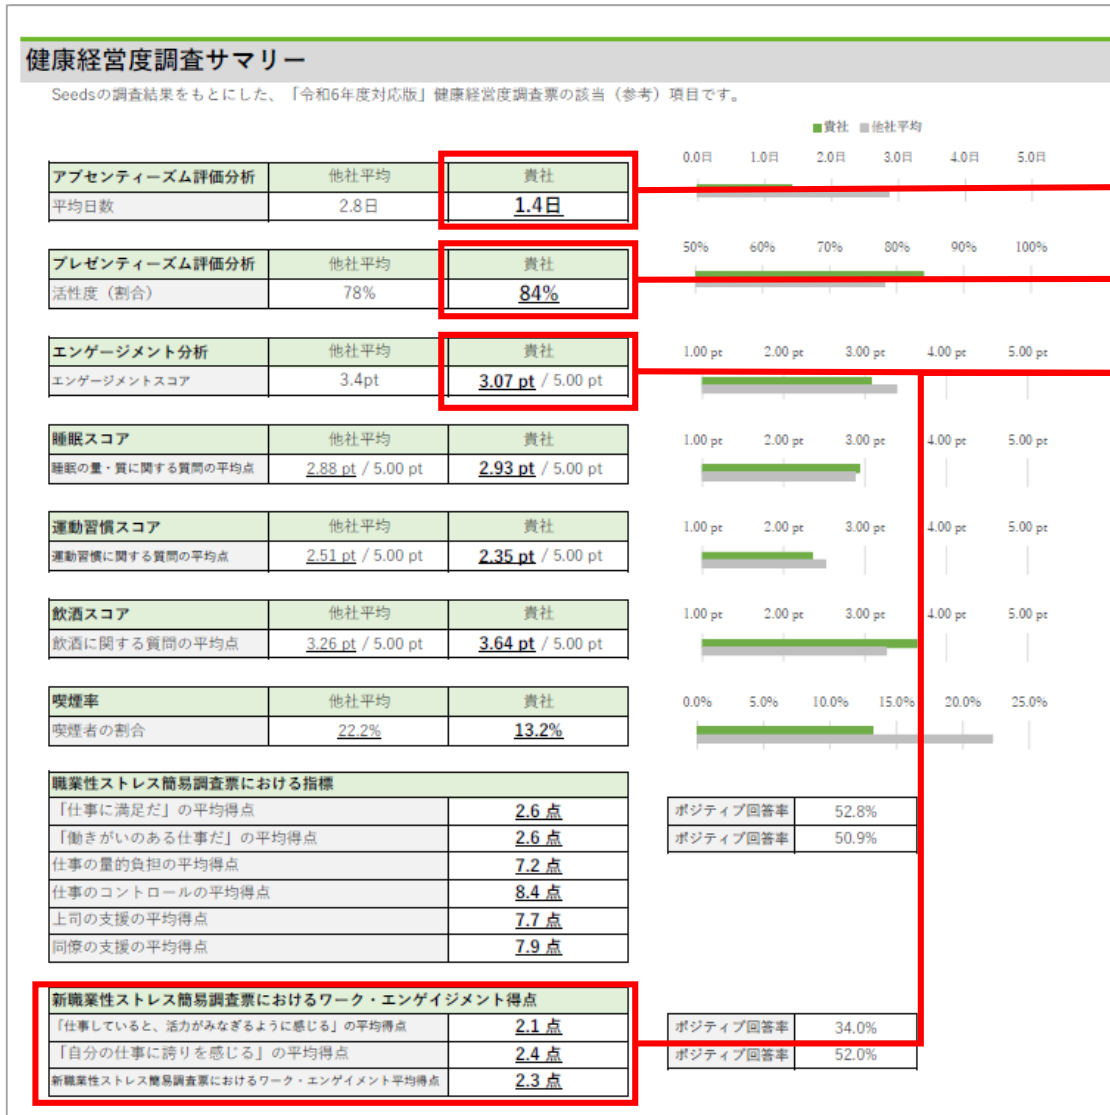 健康経営度調査サマリー
Seedsの調査結果をもとにした、「令和6年度対応版」健康経営度調査票の該当（参考）項目です。
貴社 他社平均
0.0日 1.0日 2.0日 3.0日 4.0日 5.0日
アブセンティーズム評価分析 他社平均 貴社
平均日数 2.8日 1.4日
50% 60% 70% 80% 90% 100%
プレゼンティーズム評価分析 他社平均 貴社
活性度（割合） 78% 84%
エンゲージメント分析 他社平均 貴社 1.00 pt 2.00 pt 3.00 pt 4.00 pt 5.00 pt
エンゲージメントスコア 3.4pt 3.07 pt / 5.00 pt
睡眠スコア 他社平均 貴社 1.00 pt 2.00 pt 3.00 pt 4.00 pt 5.00 pt
睡眠の量・質に関する質問の平均点 2.88 pt / 5.00 pt 2.93 pt / 5.00 pt
運動習慣スコア 他社平均 貴社 1.00 pt 2.00 pt 3.00 pt 4.00 pt 5.00 pt
運動習慣に関する質問の平均点 2.51 pt / 5.00 pt 2.35 pt / 5.00 pt
飲酒スコア 他社平均 貴社 1.00 pt 2.00 pt 3.00 pt 4.00 pt 5.00 pt
飲酒に関する質問の平均点 3.26 pt / 5.00 pt 3.64 pt / 5.00 pt
喫煙率 他社平均 貴社 0.0% 5.0% 10.0% 15.0% 20.0% 25.0%
喫煙者の割合 22.2% 13.2%
職業性ストレス簡易調査票における指標
「仕事に満足だ」の平均得点 2.6 点 ポジティブ回答率 52.8%
「働きがいのある仕事だ」の平均得点 2.6 点 ポジティブ回答率 50.9%
仕事の量的負担の平均得点 7.2 点
仕事のコントロールの平均得点 8.4 点
上司の支援の平均得点 7.7 点
同僚の支援の平均得点 7.9 点
新職業性ストレス簡易調査票におけるワーク・エンゲイジメント得点
「仕事していると、活力がみなぎるように感じる」の平均得点 2.1 点 ポジティブ回答率 34.0%
「自分の仕事に誇りを感じる」の平均得点 2.4 点 ポジティブ回答率 52.0%
新職業性ストレス簡易調査票におけるワーク・エンゲイメント平均得点 2.3 点